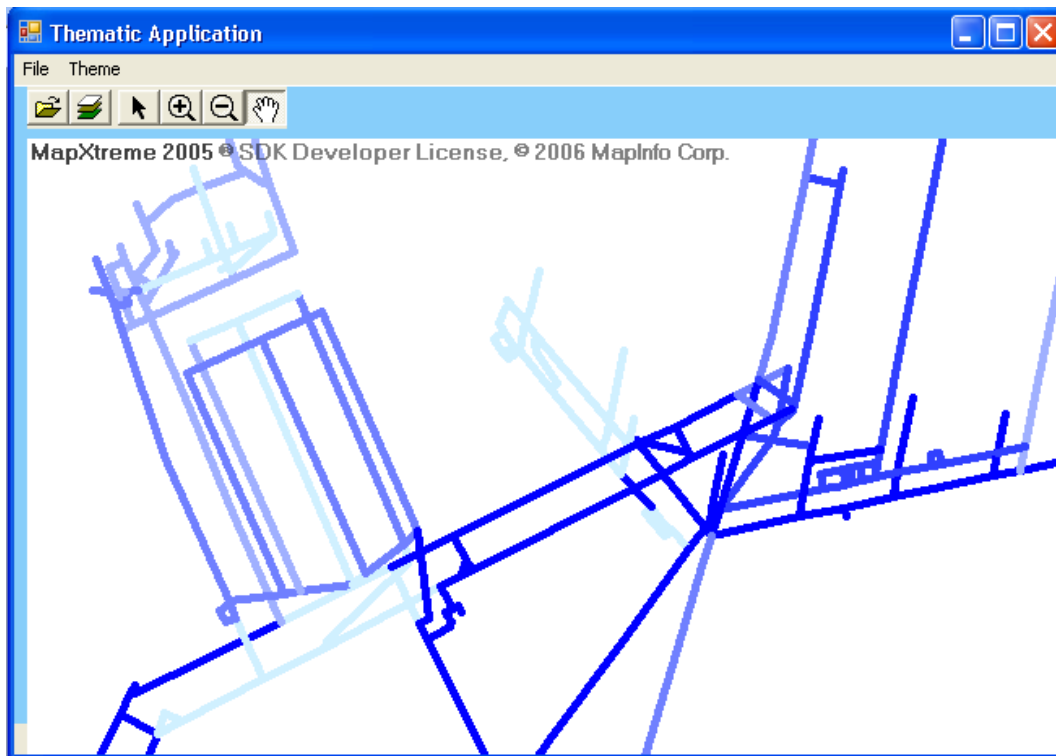 Thematic Application
File Theme
MapXtreme 2005 ® SDK Developer License, © 2006 MapInfo Corp.